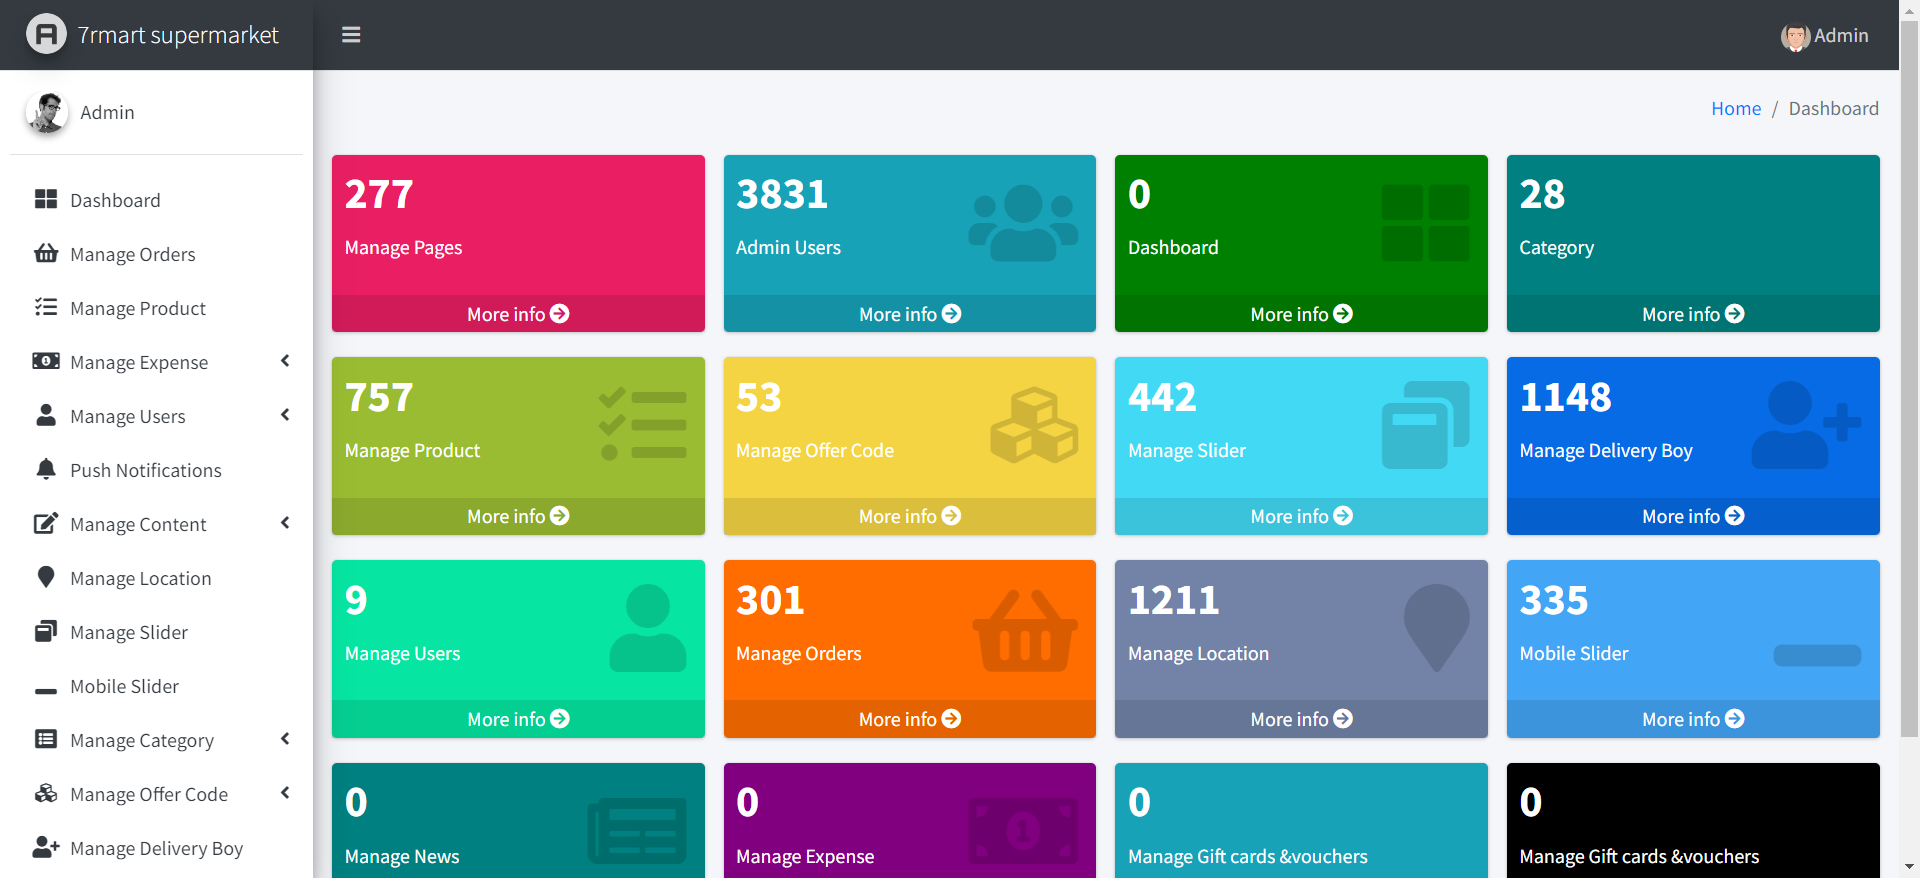 7rmart supermarket
Admin
Admin
Home / Dashboard
Dashboard
Manage Orders
Manage Product
Manage Expense
Manage Users
Push Notifications
Manage Content
Manage Location
Manage Slider
Mobile Slider
Manage Category
Manage Offer Code
Manage Delivery Boy
277
Manage Pages
More info
3831
Admin Users
More info
0
Dashboard
More info
28
Category
More info
757
Manage Product
More info
53
Manage Offer Code
More info
442
Manage Slider
More info
1148
Manage Delivery Boy
More info
9
Manage Users
More info
301
Manage Orders
More info
1211
Manage Location
More info
335
Mobile Slider
More info
0
Manage News
0
Manage Expense
0
Manage Gift cards &vouchers
0
Manage Gift cards &vouchers